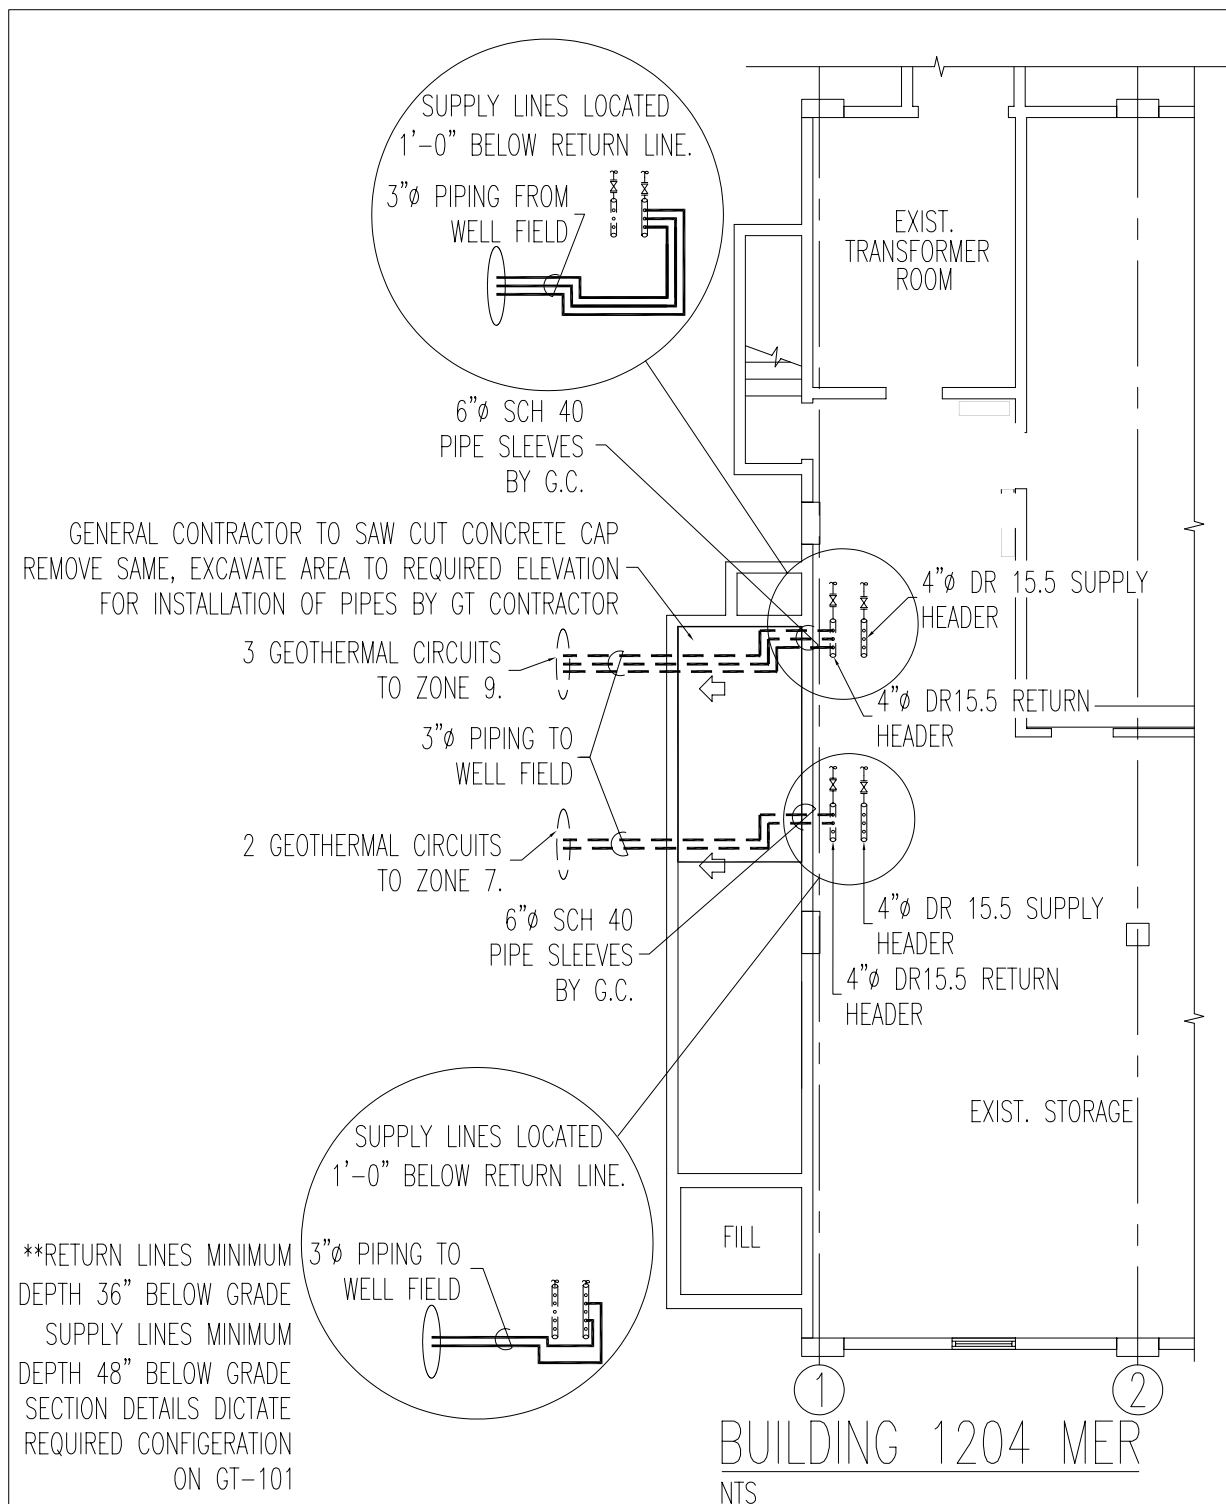 SUPPLY LINES LOCATED
1'-0" BELOW RETURN LINE.
3"ø PIPING FROM
WELL FIELD
EXIST.
TRANSFORMER
ROOM
6"ø SCH 40
PIPE SLEEVES
BY G.C.
GENERAL CONTRACTOR TO SAW CUT CONCRETE CAP
REMOVE SAME, EXCAVATE AREA TO REQUIRED ELEVATION
FOR INSTALLATION OF PIPES BY GT CONTRACTOR
4"ø DR 15.5 SUPPLY
HEADER
3 GEOTHERMAL CIRCUITS
TO ZONE 9.
4"ø DR15.5 RETURN
HEADER
3"ø PIPING TO
WELL FIELD
2 GEOTHERMAL CIRCUITS
TO ZONE 7.
6"ø SCH 40
PIPE SLEEVES
BY G.C.
4"ø DR 15.5 SUPPLY
HEADER
4"ø DR15.5 RETURN
HEADER
EXIST. STORAGE
SUPPLY LINES LOCATED
1'-0" BELOW RETURN LINE.
3"ø PIPING TO
WELL FIELD
FILL
**RETURN LINES MINIMUM
DEPTH 36" BELOW GRADE
SUPPLY LINES MINIMUM
DEPTH 48" BELOW GRADE
SECTION DETAILS DICTATE
REQUIRED CONFIGERATION
ON GT-101
1
2
BUILDING 1204 MER
NTS